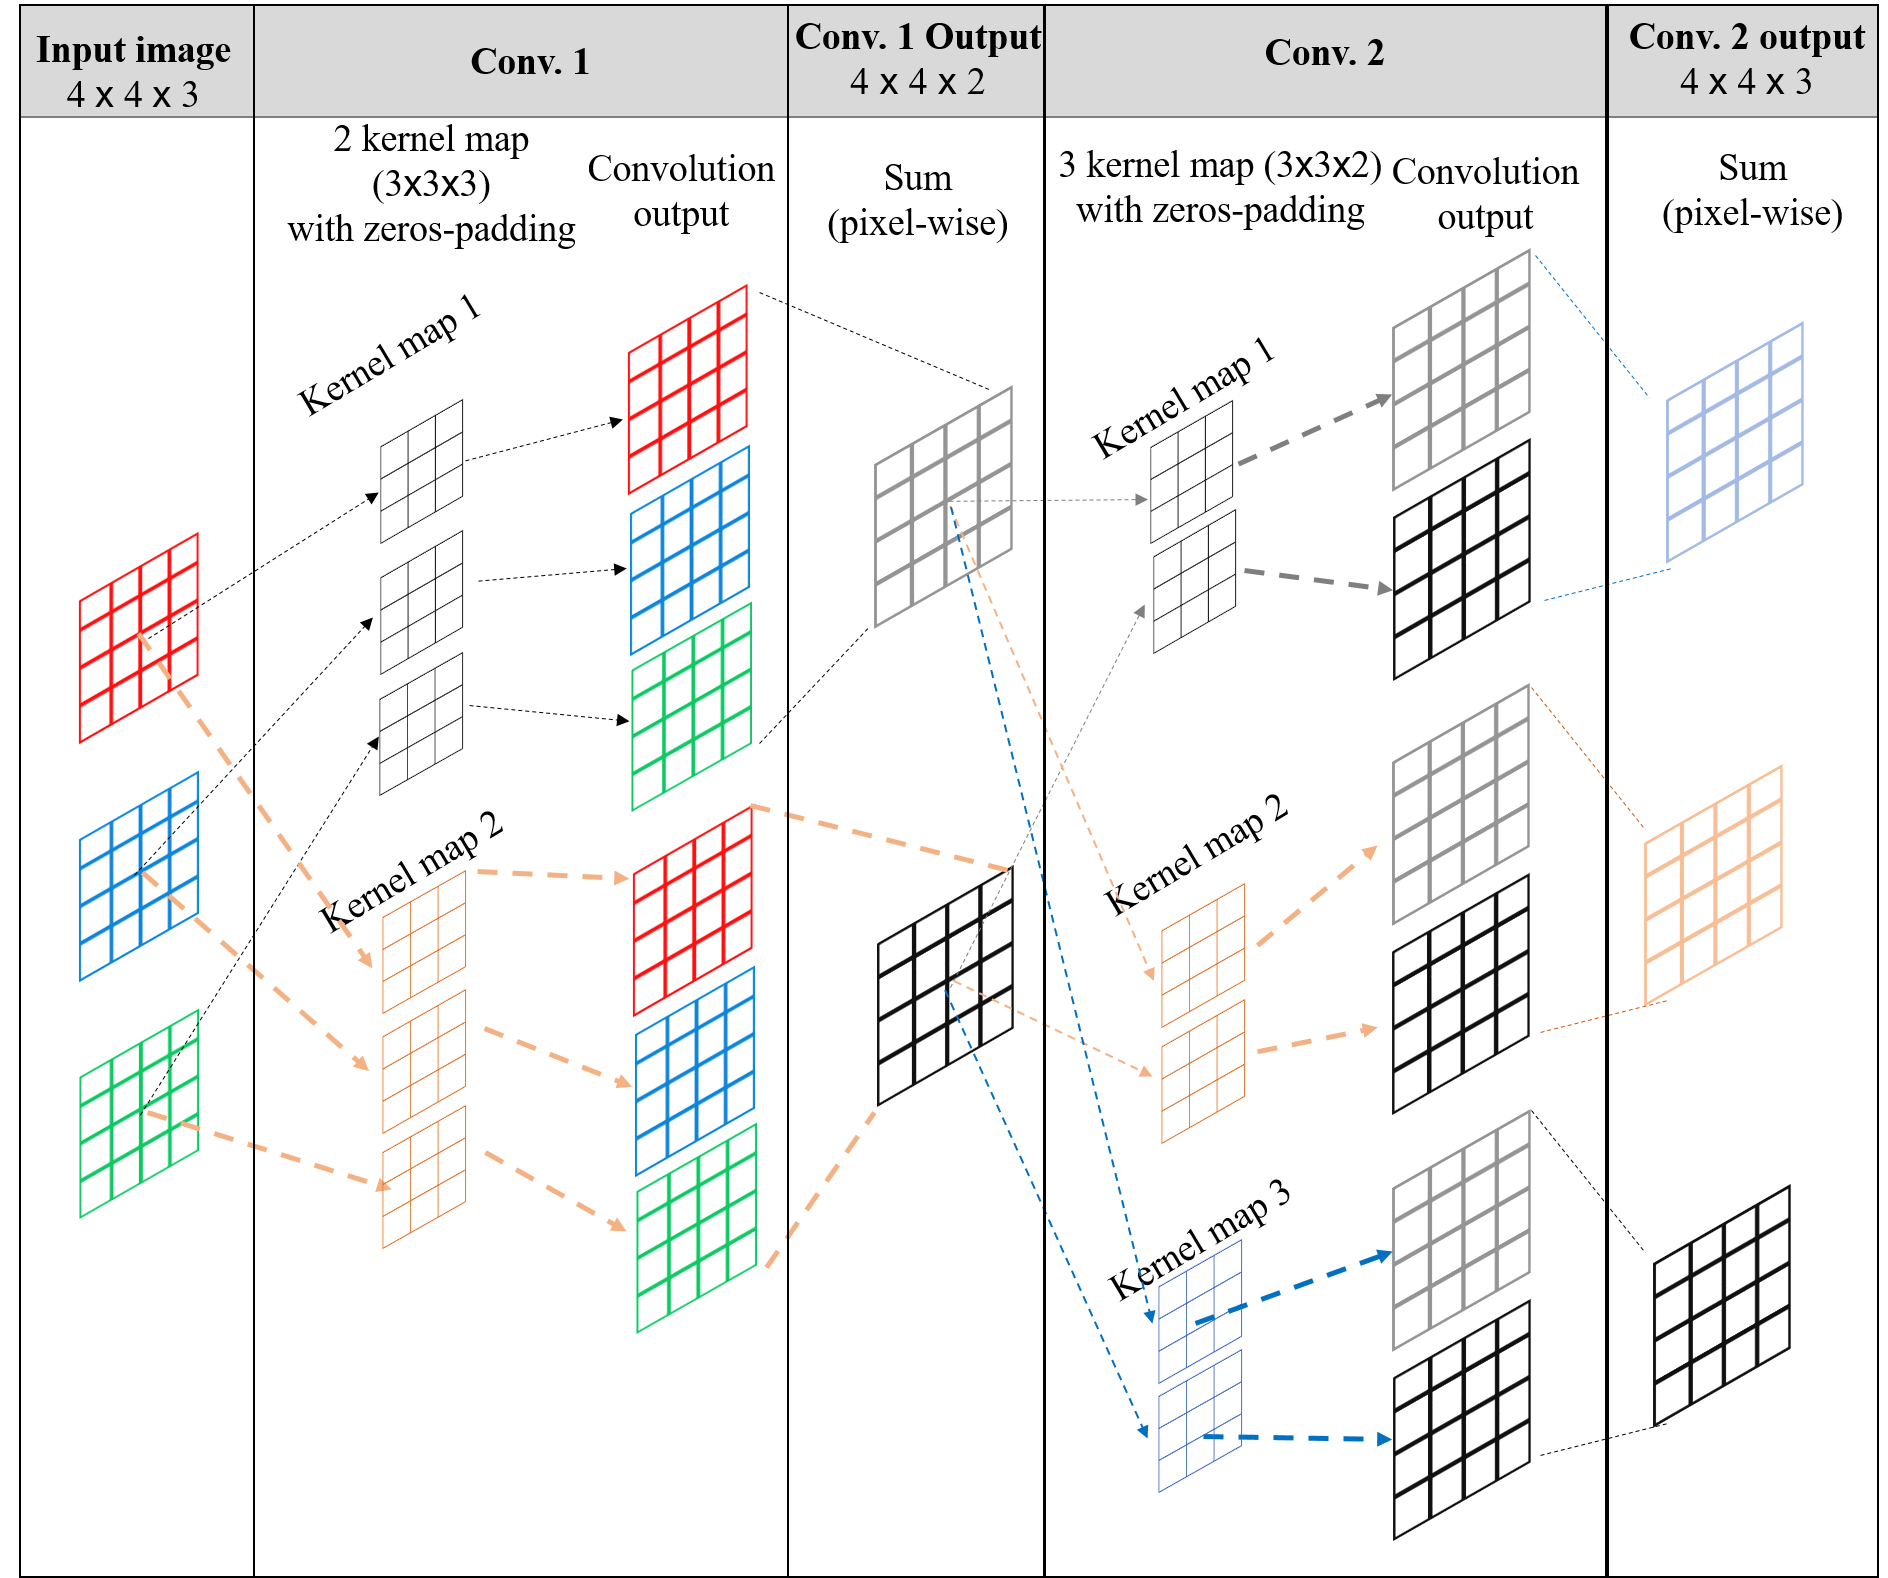 Input image
4 x 4 x 3
Conv. 1
Conv. 1 Output
4 x 4 x 2
Conv. 2
Conv. 2 output
4 x 4 x 3
2 kernel map
(3x3x3)
with zeros-padding
Convolution
output
Sum
(pixel-wise)
3 kernel map (3x3x2)
with zeros-padding
Convolution
output
Sum
(pixel-wise)
Kernel map 1
Kernel map 2
Kernel map 1
Kernel map 2
Kernel map 3